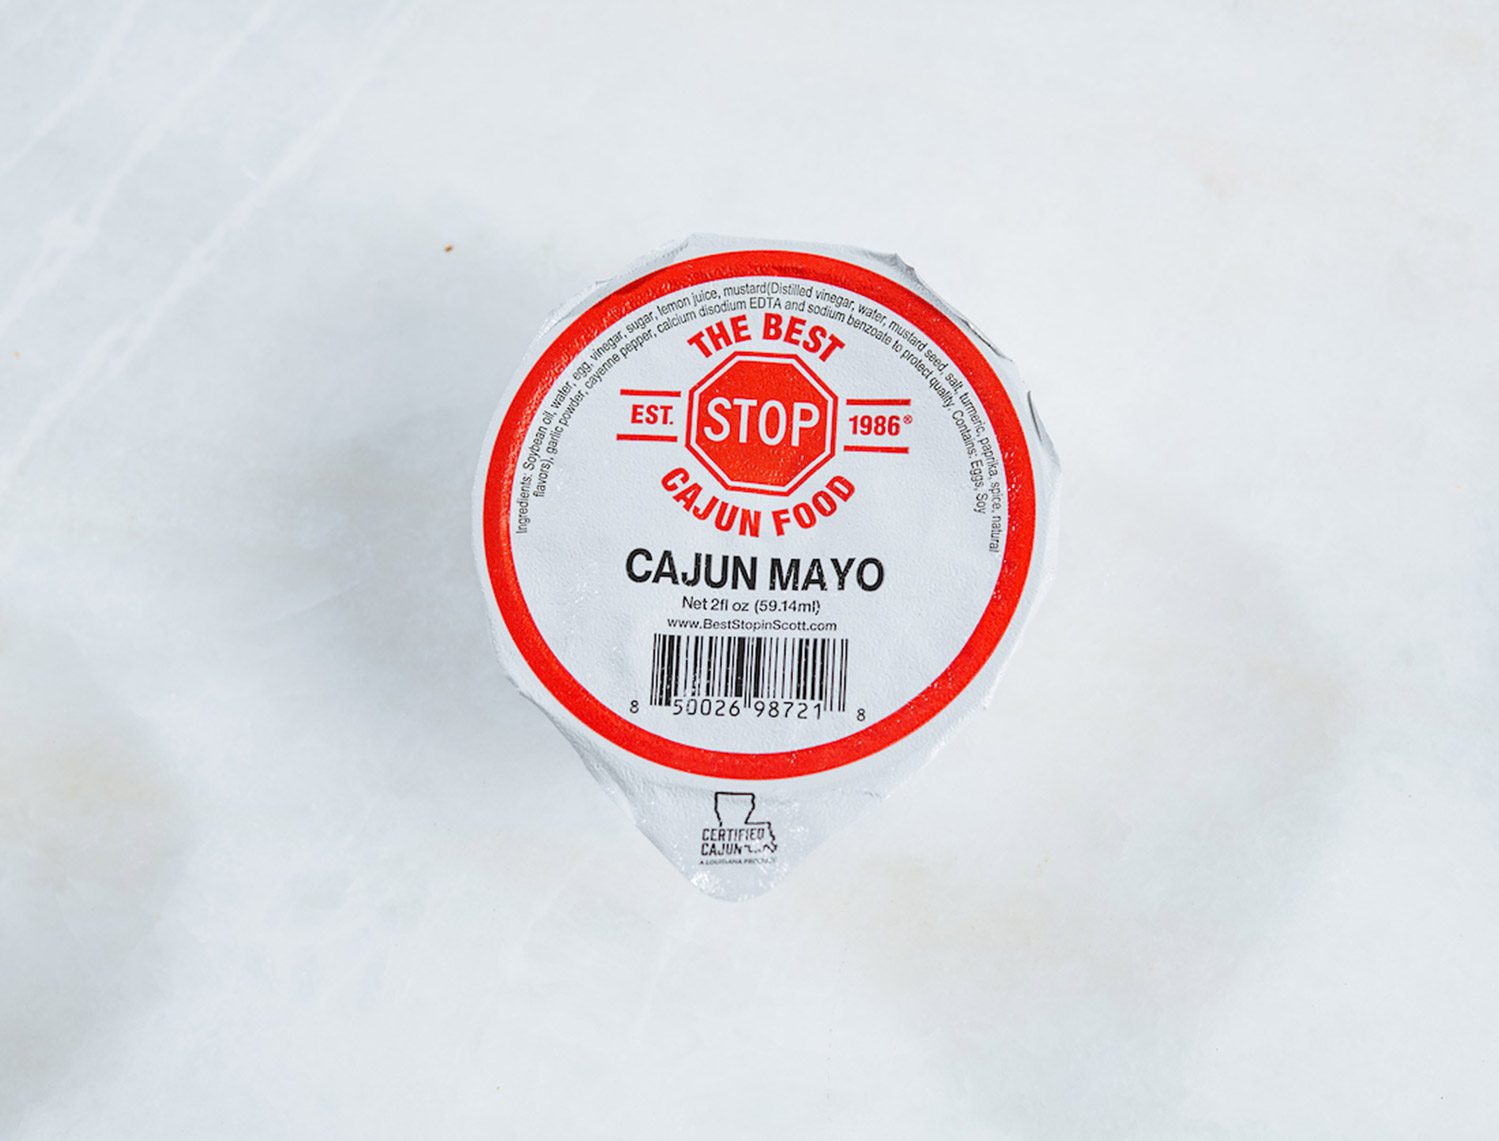 Ingredients: Soybean oil, water, egg, vinegar, sugar, lemon juice, mustard(Distilled vinegar, water, mustard seed, salt, turmeric, paprika, spice, natural
flavors), garlic powder, cayenne pepper, calcium disodium EDTA and sodium benzoate to protect quality. Contains: Eggs, Soy
THE BEST
EST. STOP 1986®
CAJUN FOOD
CAJUN MAYO
Net 2fl oz (59.14ml)
www.BestStopinScott.com
8 50026 98721 8
CERTIFIED
CAJUN
A LOUISIANA PRODUCT